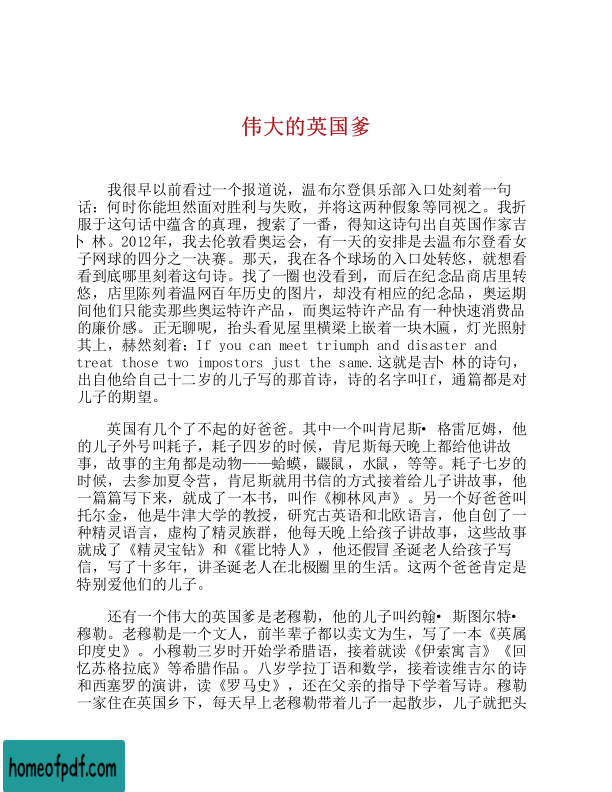 伟大的英国爹
我很早以前看过一个报道说，温布尔登俱乐部入口处刻着一句
话：何时你能坦然面对胜利与失败，并将这两种假象等同视之。我折
服于这句话中蕴含的真理，搜索了一番，得知这诗句出自英国作家吉
卜林。2012年，我去伦敦看奥运会，有一天的安排是去温布尔登看女
子网球的四分之一决赛。那天，我在各个球场的入口处转悠，就想看
看到底哪里刻着这句诗。找了一圈也没看到，而后在纪念品商店里转
悠，店里陈列着温网百年历史的图片，却没有相应的纪念品，奥运期
间他们只能卖那些奥运特许产品，而奥运特许产品有一种快速消费品
的廉价感。正无聊呢，抬头看见屋里横梁上嵌着一块木匾，灯光照射
其上，赫然刻着：If you can meet triumph and disaster and
treat those two impostors just the same.这就是吉卜林的诗句，
出自他给自己十二岁的儿子写的那首诗，诗的名字叫If，通篇都是对
儿子的期望。
英国有几个了不起的好爸爸。其中一个叫肯尼斯•格雷厄姆，他
的儿子外号叫耗子，耗子四岁的时候，肯尼斯每天晚上都给他讲故
事，故事的主角都是动物——蛤蟆，鼹鼠，水鼠，等等。耗子七岁的
时候，去参加夏令营，肯尼斯就用书信的方式接着给儿子讲故事，他
一篇篇写下来，就成了一本书，叫作《柳林风声》。另一个好爸爸叫
托尔金，他是牛津大学的教授，研究古英语和北欧语言，他自创了一
种精灵语言，虚构了精灵族群，他每天晚上给孩子讲故事，这些故事
就成了《精灵宝钻》和《霍比特人》，他还假冒圣诞老人给孩子写
信，写了十多年，讲圣诞老人在北极圈里的生活。这两个爸爸肯定是
特别爱他们的儿子。
还有一个伟大的英国爹是老穆勒，他的儿子叫约翰•斯图尔特•
穆勒。老穆勒是一个文人，前半辈子都以卖文为生，写了一本《英属
印度史》。小穆勒三岁时开始学希腊语，接着就读《伊索寓言》《回
忆苏格拉底》等希腊作品。八岁学拉丁语和数学，接着读维吉尔的诗
和西塞罗的演讲，读《罗马史》，还在父亲的指导下学着写诗。穆勒
一家住在英国乡下，每天早上老穆勒带着儿子一起散步，儿子就把头
homeofpdf.com